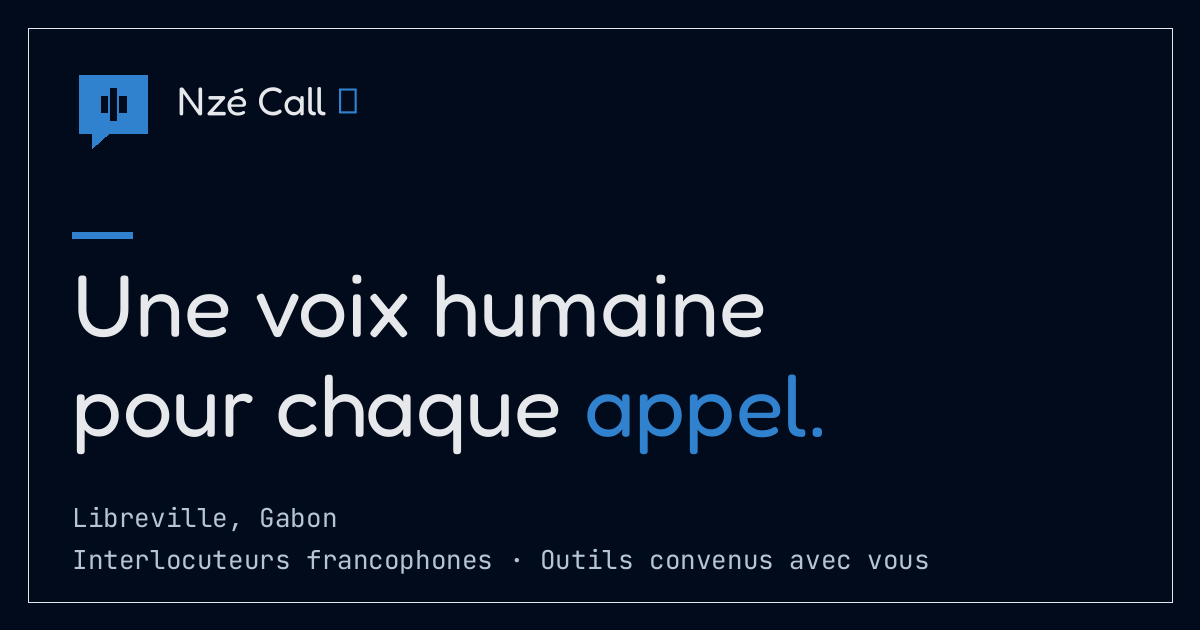 Nzé Call
Une voix humaine
pour chaque appel.
Libreville, Gabon
Interlocuteurs francophones · Outils convenus avec vous